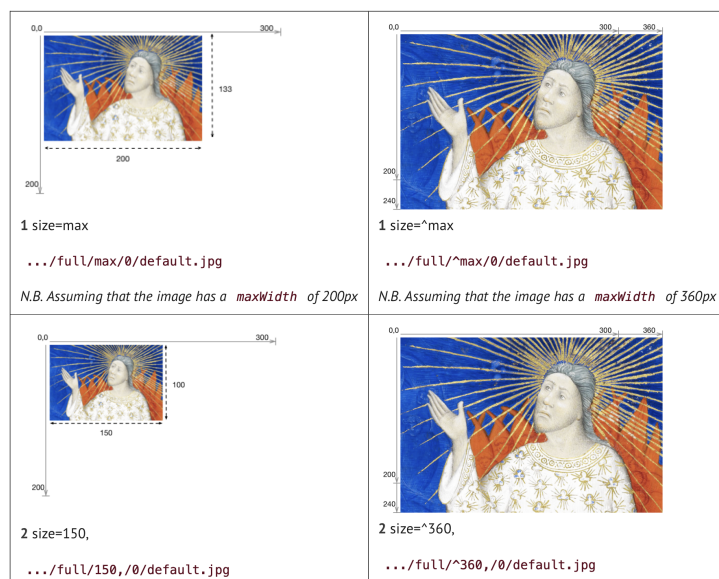 0,0 300
133
200
200
1 size=max
.../full/max/0/default.jpg
N.B. Assuming that the image has a maxWidth of 200px
0,0 300 360
200
240
1 size=^max
.../full/^max/0/default.jpg
N.B. Assuming that the image has a maxWidth of 360px
0,0 300
100
150
200
2 size=150,
.../full/150,/0/default.jpg
0,0 300 360
200
240
2 size=^360,
.../full/^360,/0/default.jpg